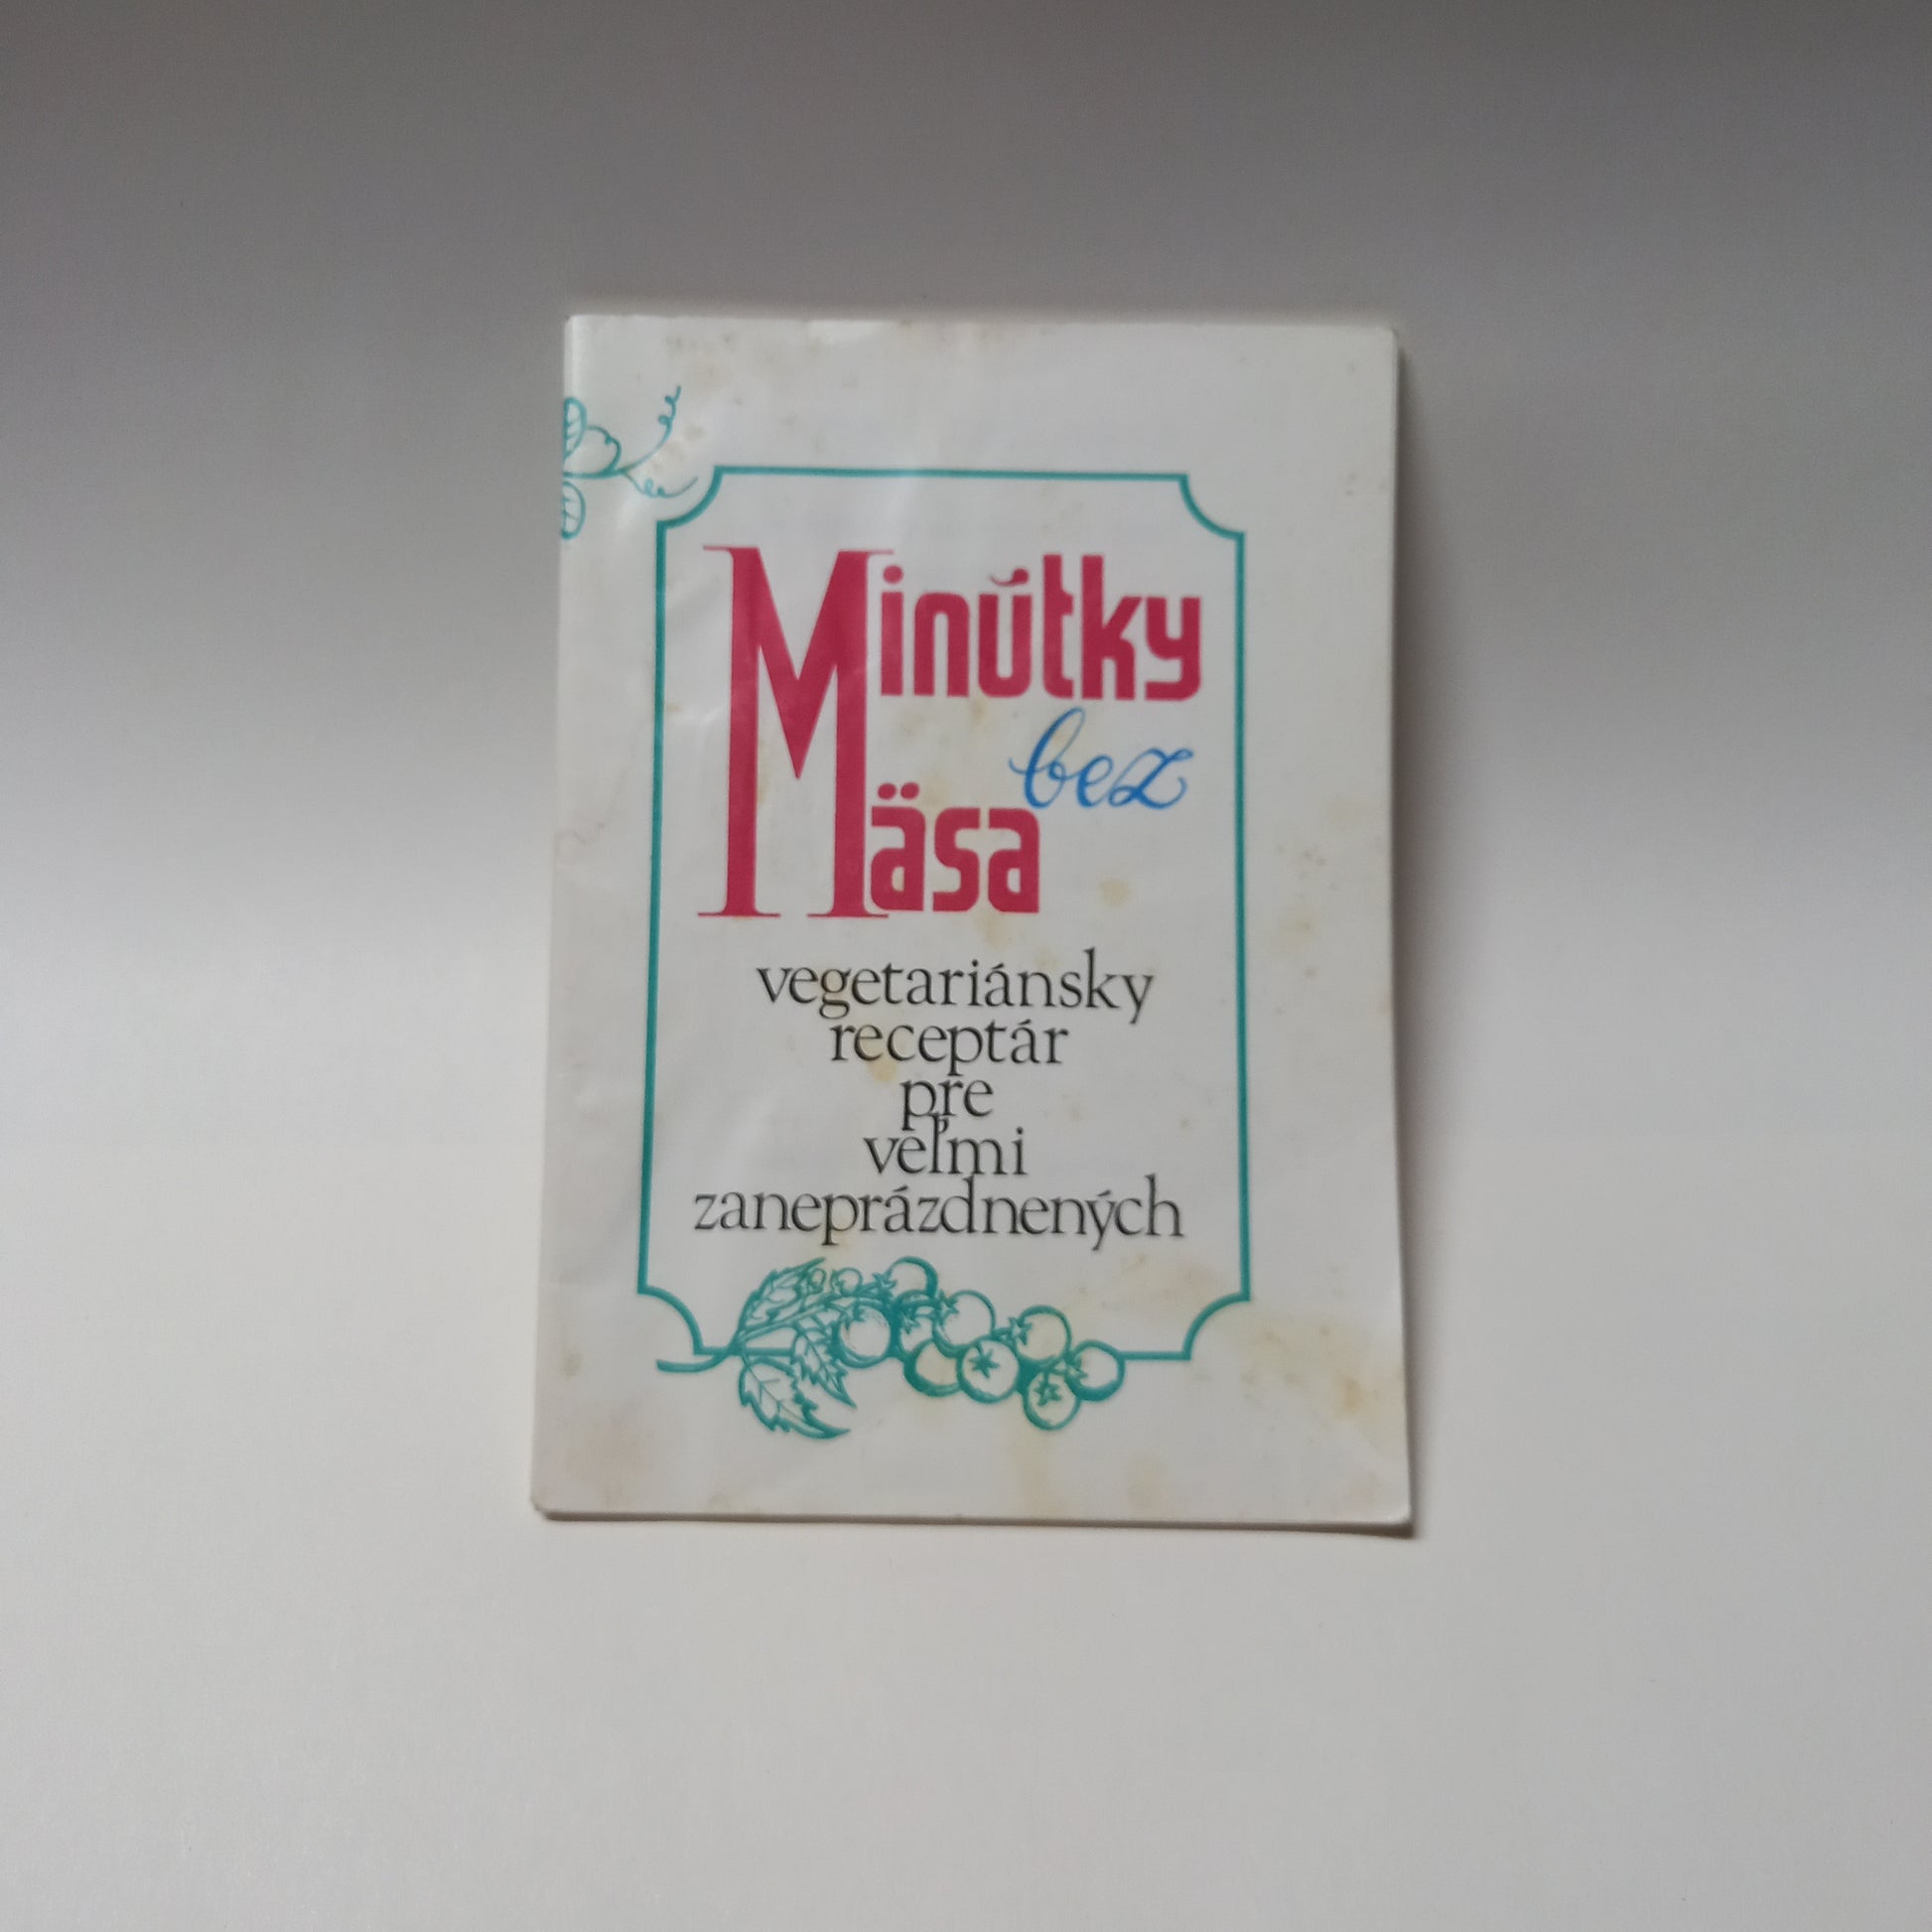 Minútky
bez
Mäsa
vegetariánsky
receptár
pre
veľmi
zaneprázdnených